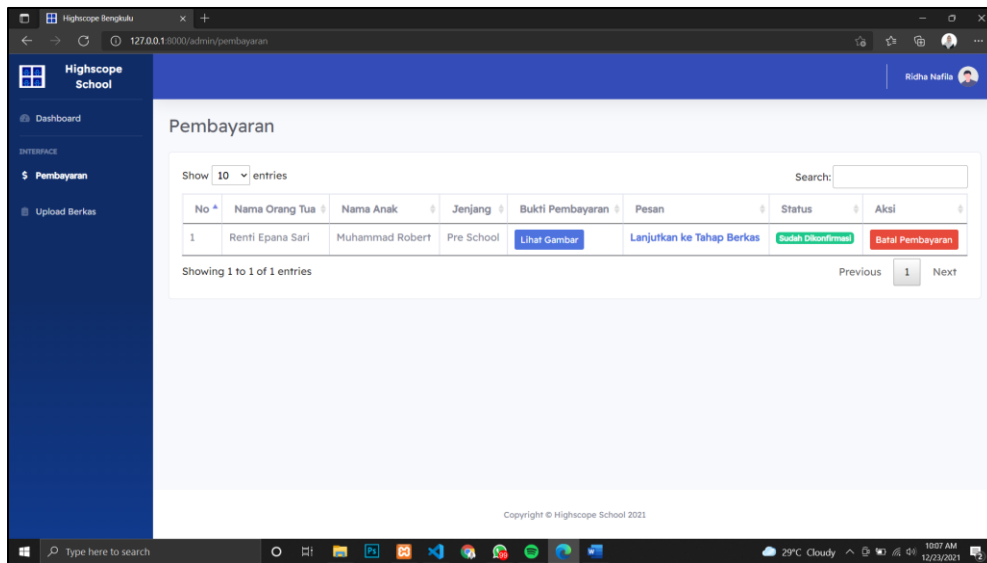 Highscope Bengkulu
127.0.0.1:8000/admin/pembayaran
Highscope
School
Ridha Nafila
Dashboard
INTERFACE
$ Pembayaran
Upload Berkas
Pembayaran
Show 10 entries
Search:
No Nama Orang Tua Nama Anak Jenjang Bukti Pembayaran Pesan Status Aksi
1 Renti Epana Sari Muhammad Robert Pre School Lihat Gambar Lanjutkan ke Tahap Berkas Sudah Dikonfirmasi Batal Pembayaran
Showing 1 to 1 of 1 entries
Previous 1 Next
Copyright © Highscope School 2021
Type here to search
29°C Cloudy
10:07 AM
12/23/2021